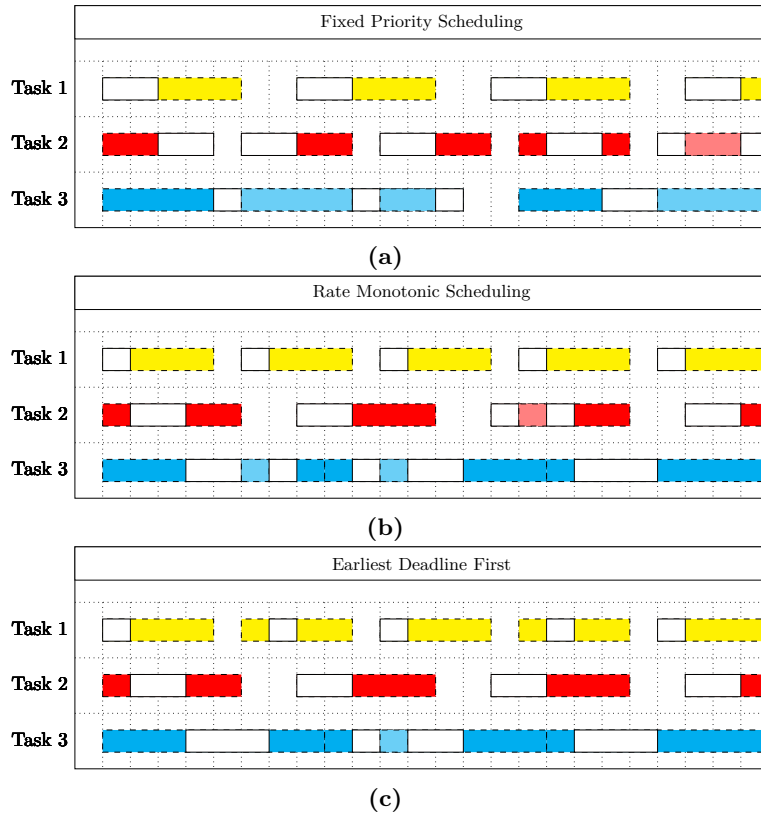 Fixed Priority Scheduling
Task 1
Task 2
Task 3
(a)
Rate Monotonic Scheduling
Task 1
Task 2
Task 3
(b)
Earliest Deadline First
Task 1
Task 2
Task 3
(c)